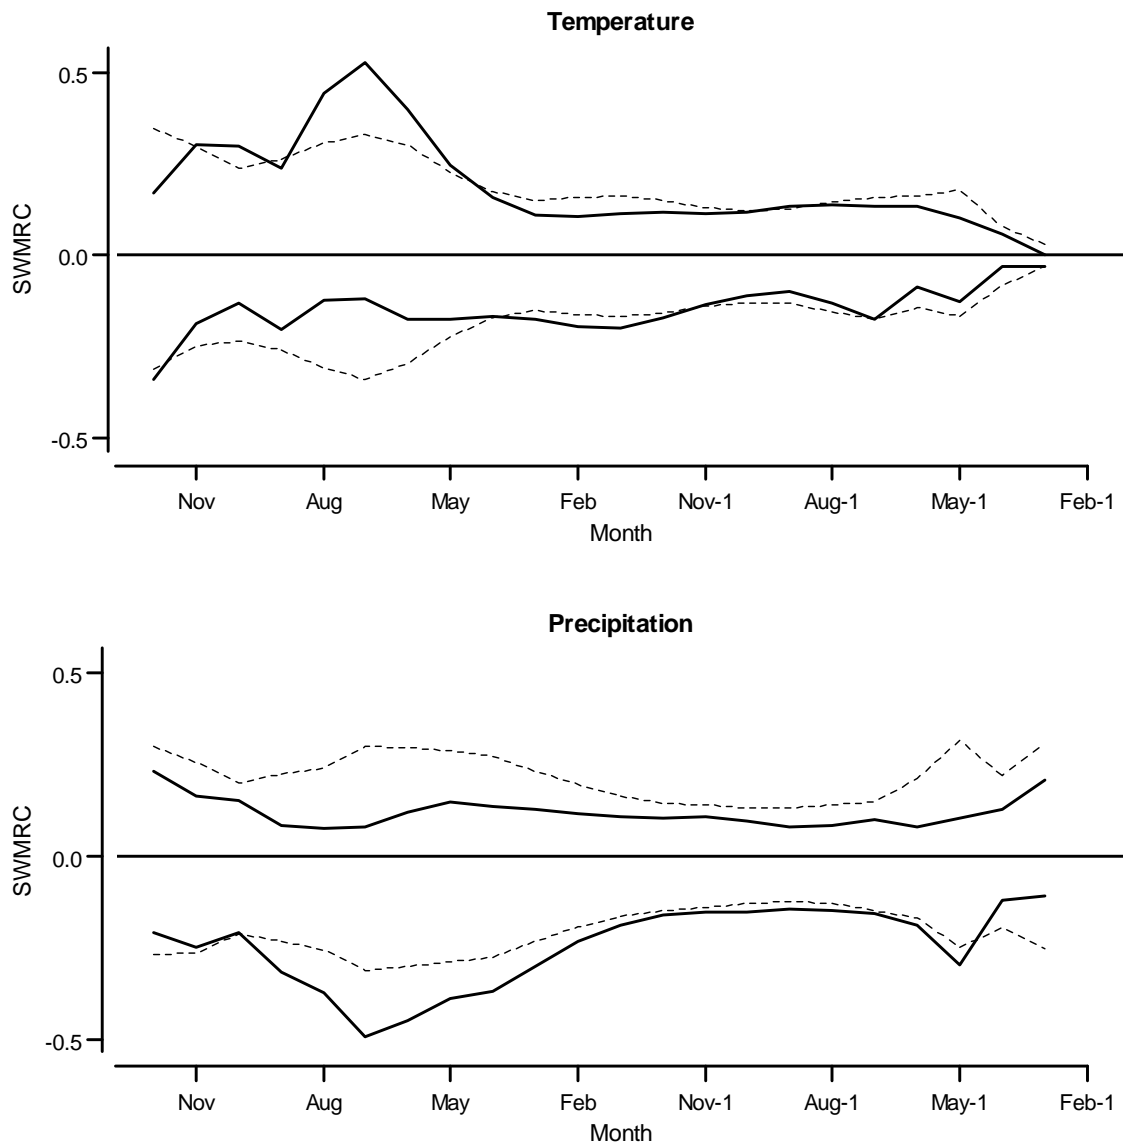 Temperature
0.5
0.0
-0.5
SWMRC
Nov Aug May Feb Nov-1 Aug-1 May-1 Feb-1
Month
Precipitation
0.5
0.0
-0.5
SWMRC
Nov Aug May Feb Nov-1 Aug-1 May-1 Feb-1
Month